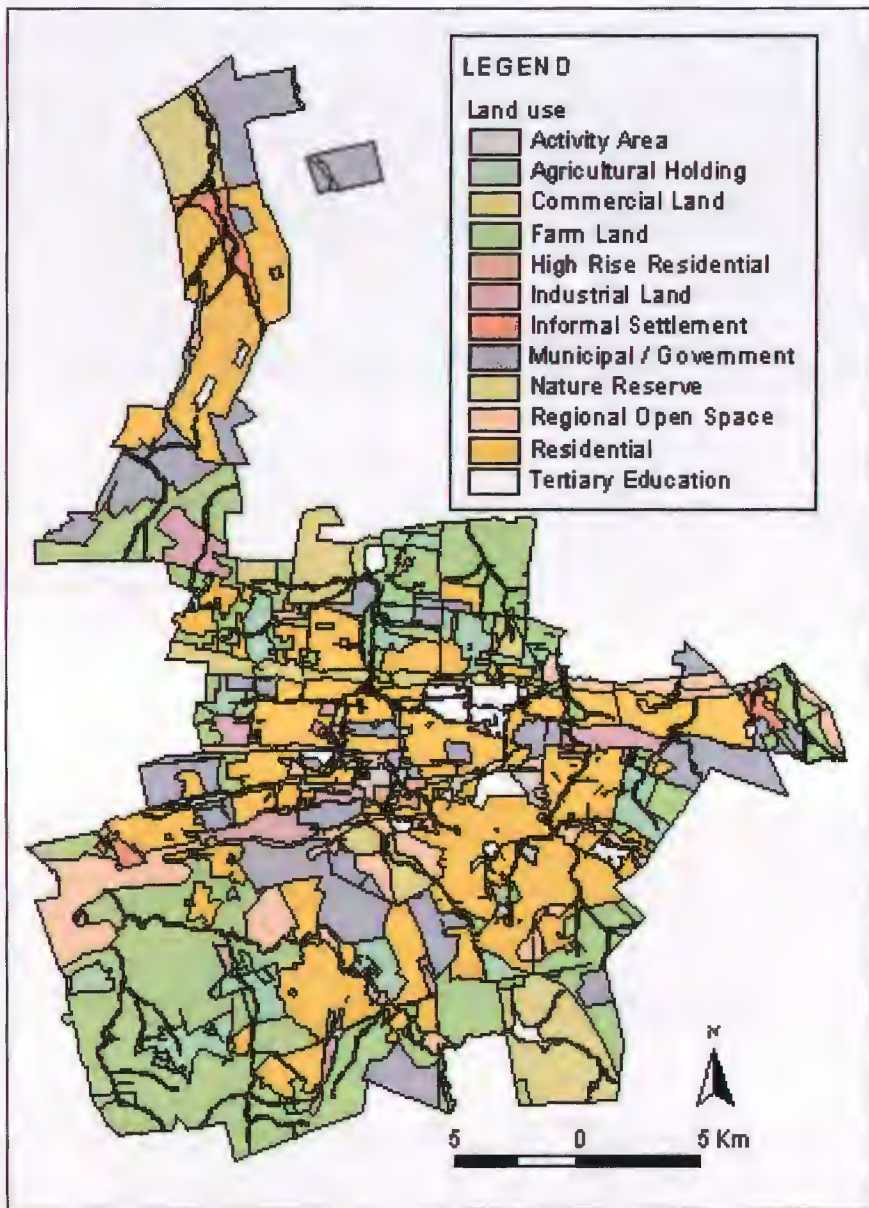 LEGEND
Land use
Activity Area
Agricultural Holding
Commercial Land
Farm Land
High Rise Residential
Industrial Land
Informal Settlement
Municipal / Government
Nature Reserve
Regional Open Space
Residential
Tertiary Education
N
5 0 5 Km